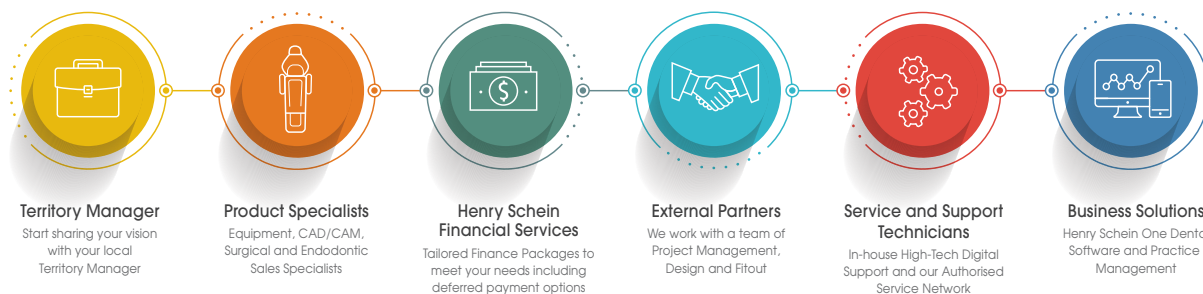 Territory Manager
Start sharing your vision
with your local
Territory Manager
Product Specialists
Equipment, CAD/CAM,
Surgical and Endodontic
Sales Specialists
Henry Schein
Financial Services
Tailored Finance Packages to
meet your needs including
deferred payment options
External Partners
We work with a team of
Project Management,
Design and Fitout
Service and Support
Technicians
In-house High-Tech Digital
Support and our Authorised
Service Network
Business Solutions
Henry Schein One
Software and Practice
Management